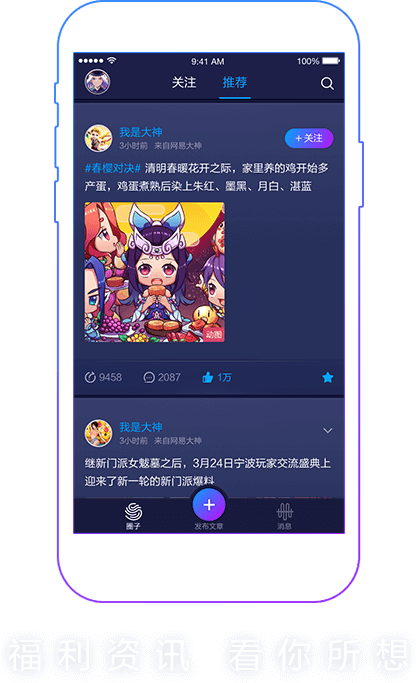 9:41 AM
100%
关注
推荐
我是大神
3小时前 来自网易大神
+关注
#春樱对决# 清明春暖花开之际，家里养的鸡开始多
产蛋，鸡蛋煮熟后染上朱红、墨黑、月白、湛蓝
动图
9458
2087
1万
我是大神
3小时前 来自网易大神
继新门派女魃墓之后，3月24日宁波玩家交流盛典上
迎来了新一轮的新门派爆料
圈子
发布文章
消息
福利资讯 看你所想